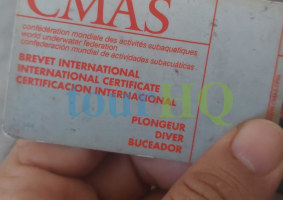 CMAS
confédération mondiale des activités subaquatiques
world underwater federation
confederación mundial de actividades subacuáticas
BREVET INTERNATIONAL
INTERNATIONAL CERTIFICATE
CERTIFICACION INTERNACIONAL
tourHQ
PLONGEUR
DIVER
BUCEADOR